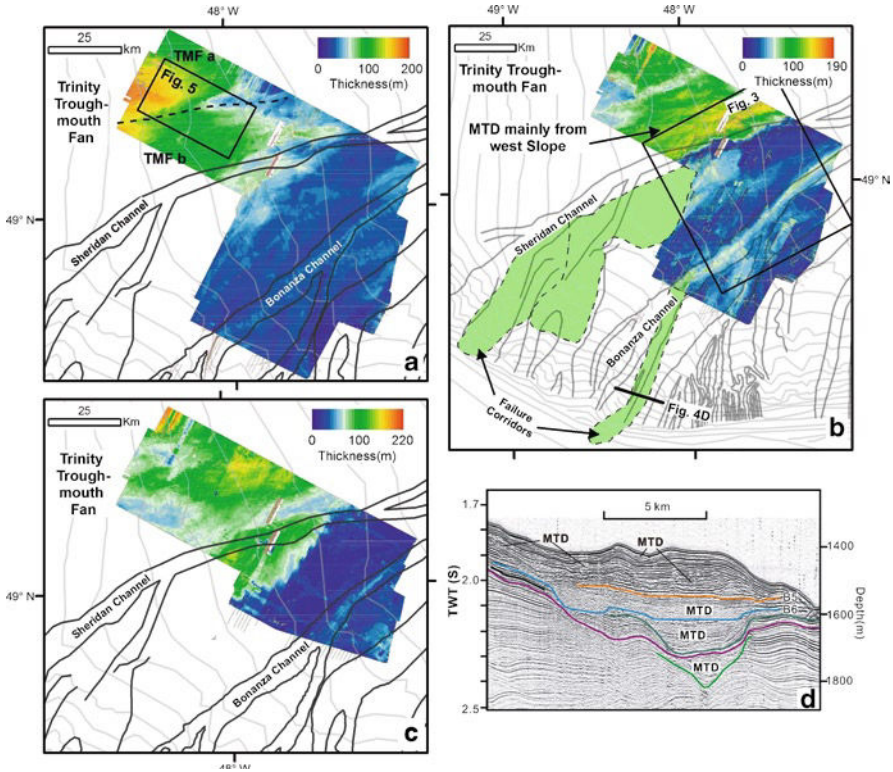 48° W
25
Km
TMF a
Fig. 5
Trinity
Trough-
mouth
Fan
TMF b
0 100 200
Thickness(m)
49° N
Sheridan Channel
Bonanza Channel
a
25
Km
48° W
0 100 190
Thickness(m)
Trinity Trough-
mouth Fan
Fig. 3
MTD mainly from
west Slope
49° N
Sheridan Channel
Bonanza Channel
Fig. 4D
Failure
Corridors
b
25
Km
Trinity
Trough-
mouth
Fan
0 100 220
Thickness(m)
49° N
Sheridan Channel
Bonanza Channel
c
48° W
1.7
5 km
MTD MTD
1400
TWT (S)
2.0
B5
MTD B6
1600
Depth(m)
MTD
MTD
1800
2.5
d